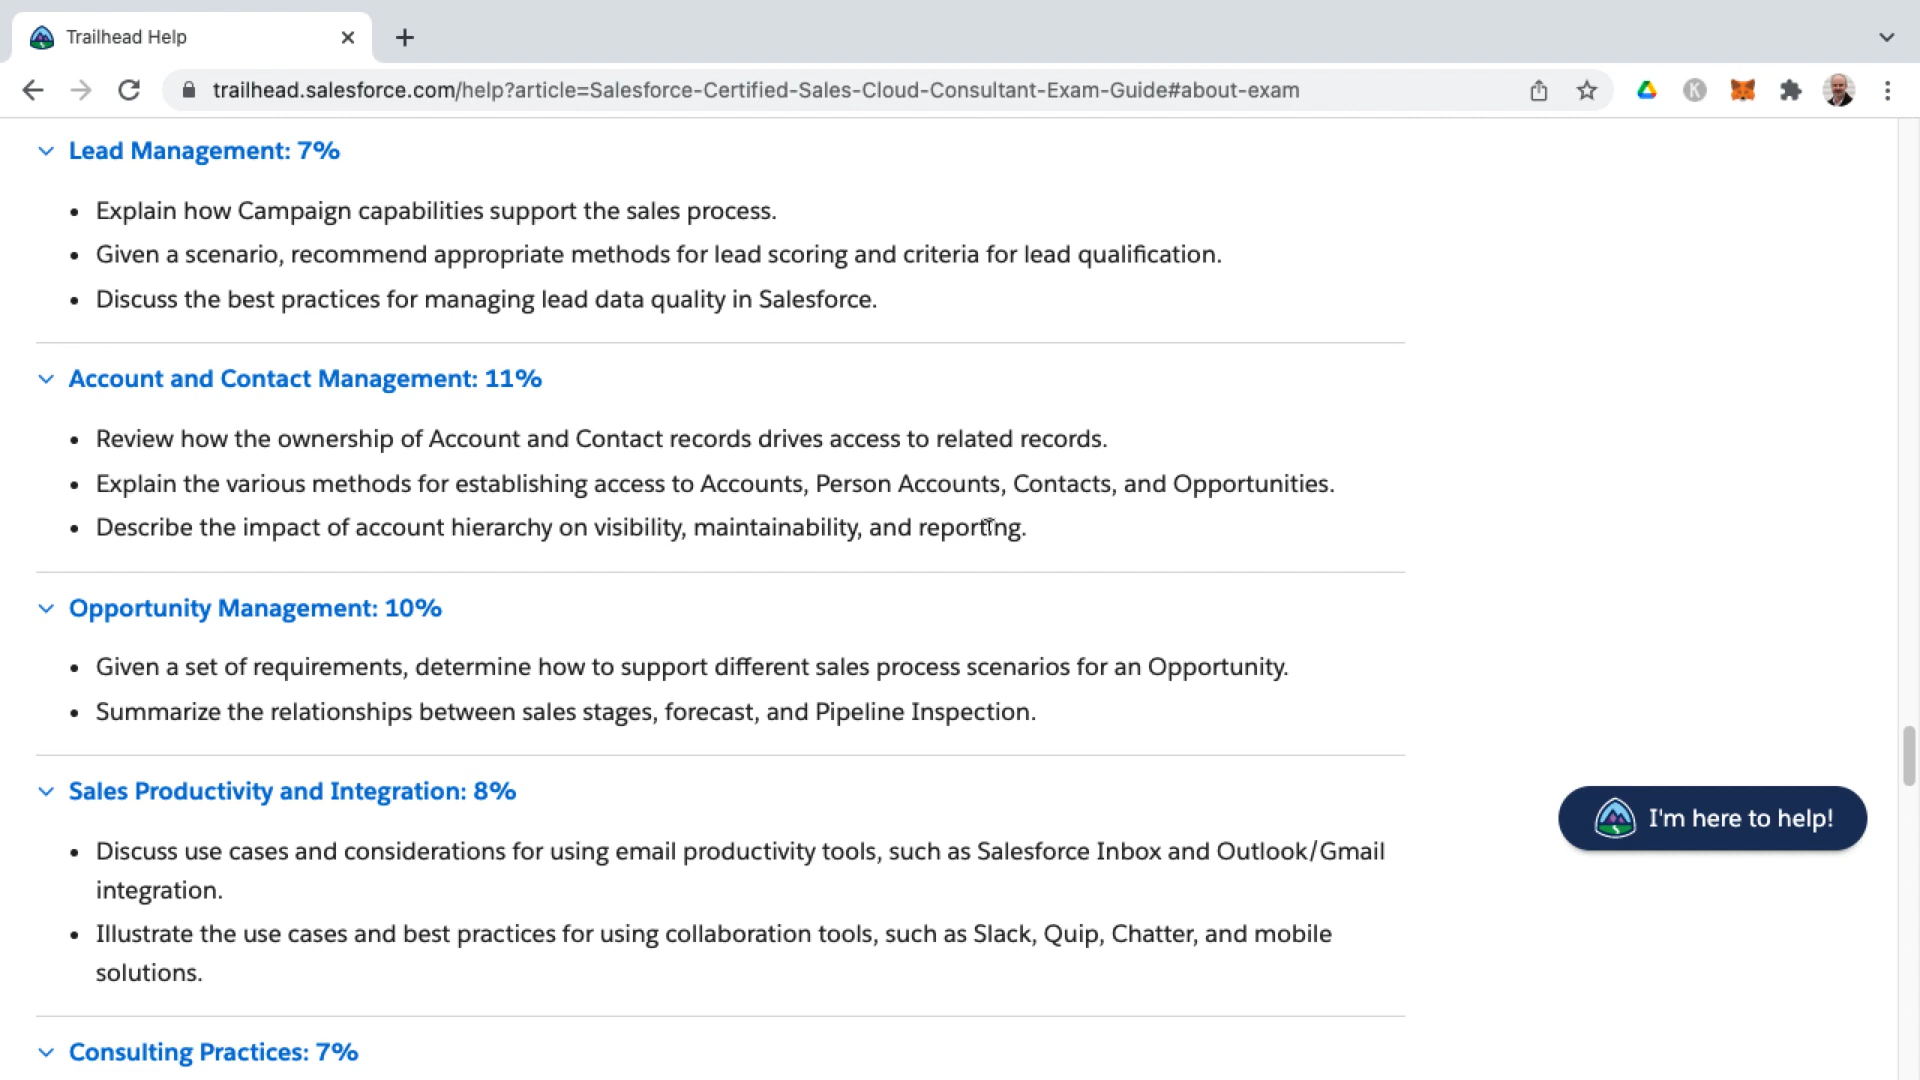 Trailhead Help
trailhead.salesforce.com/help?article=Salesforce-Certified-Sales-Cloud-Consultant-Exam-Guide#about-exam
K
Lead Management: 7%
• Explain how Campaign capabilities support the sales process.
• Given a scenario, recommend appropriate methods for lead scoring and criteria for lead qualification.
• Discuss the best practices for managing lead data quality in Salesforce.
Account and Contact Management: 11%
• Review how the ownership of Account and Contact records drives access to related records.
• Explain the various methods for establishing access to Accounts, Person Accounts, Contacts, and Opportunities.
• Describe the impact of account hierarchy on visibility, maintainability, and reporting.
Opportunity Management: 10%
• Given a set of requirements, determine how to support different sales process scenarios for an Opportunity.
• Summarize the relationships between sales stages, forecast, and Pipeline Inspection.
Sales Productivity and Integration: 8%
• Discuss use cases and considerations for using email productivity tools, such as Salesforce Inbox and Outlook/Gmail
integration.
• Illustrate the use cases and best practices for using collaboration tools, such as Slack, Quip, Chatter, and mobile
solutions.
I'm here to help!
Consulting Practices: 7%